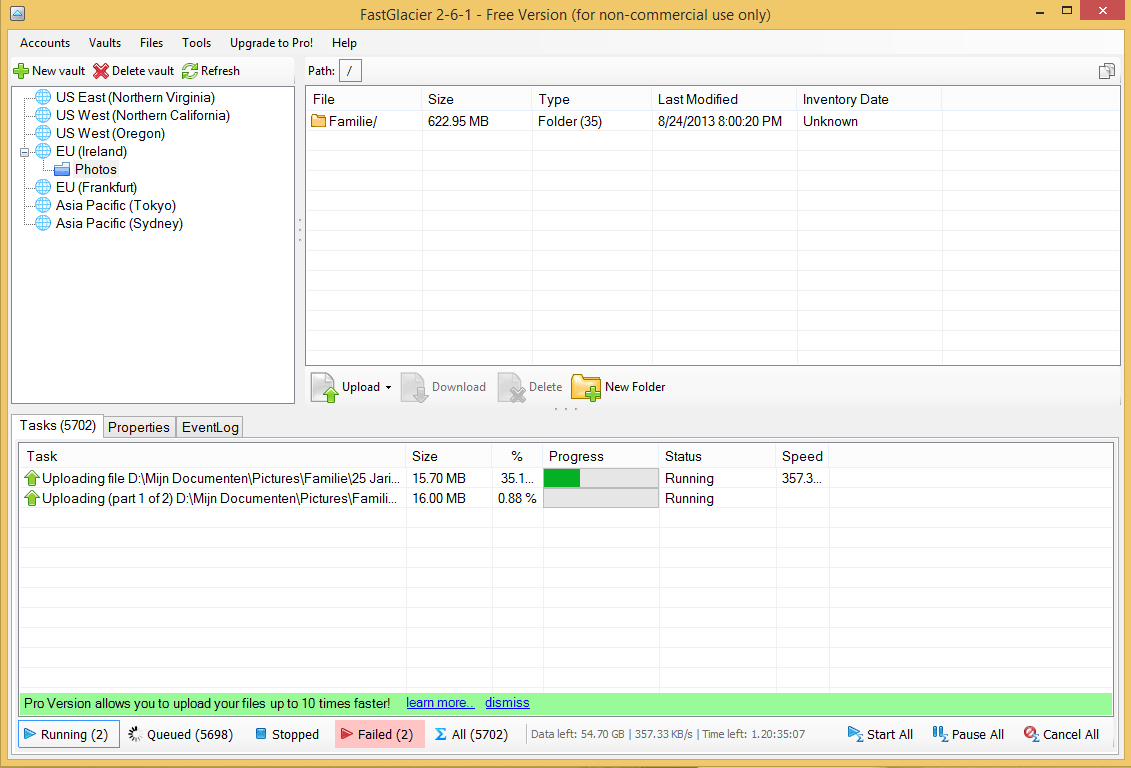 FastGlacier 2-6-1 - Free Version (for non-commercial use only)
Accounts Vaults Files Tools Upgrade to Pro! Help
New vault Delete vault Refresh
Path: /
US East (Northern Virginia)
US West (Northern California)
US West (Oregon)
EU (Ireland)
Photos
EU (Frankfurt)
Asia Pacific (Tokyo)
Asia Pacific (Sydney)
File Size Type Last Modified Inventory Date
Familie/ 622.95 MB Folder (35) 8/24/2013 8:00:20 PM Unknown
Upload Download Delete New Folder
Tasks (5702) Properties EventLog
Task Size % Progress Status Speed
Uploading file D:\Mijn Documenten\Pictures\Familie\25 Jari... 15.70 MB 35.1... Running 357.3...
Uploading (part 1 of 2) D:\Mijn Documenten\Pictures\Famili... 16.00 MB 0.88 % Running
Pro Version allows you to upload your files up to 10 times faster! learn more.. dismiss
Running (2) Queued (5698) Stopped Failed (2) All (5702) Data left: 54.70 GB | 357.33 KB/s | Time left: 1.20:35:07 Start All Pause All Cancel All